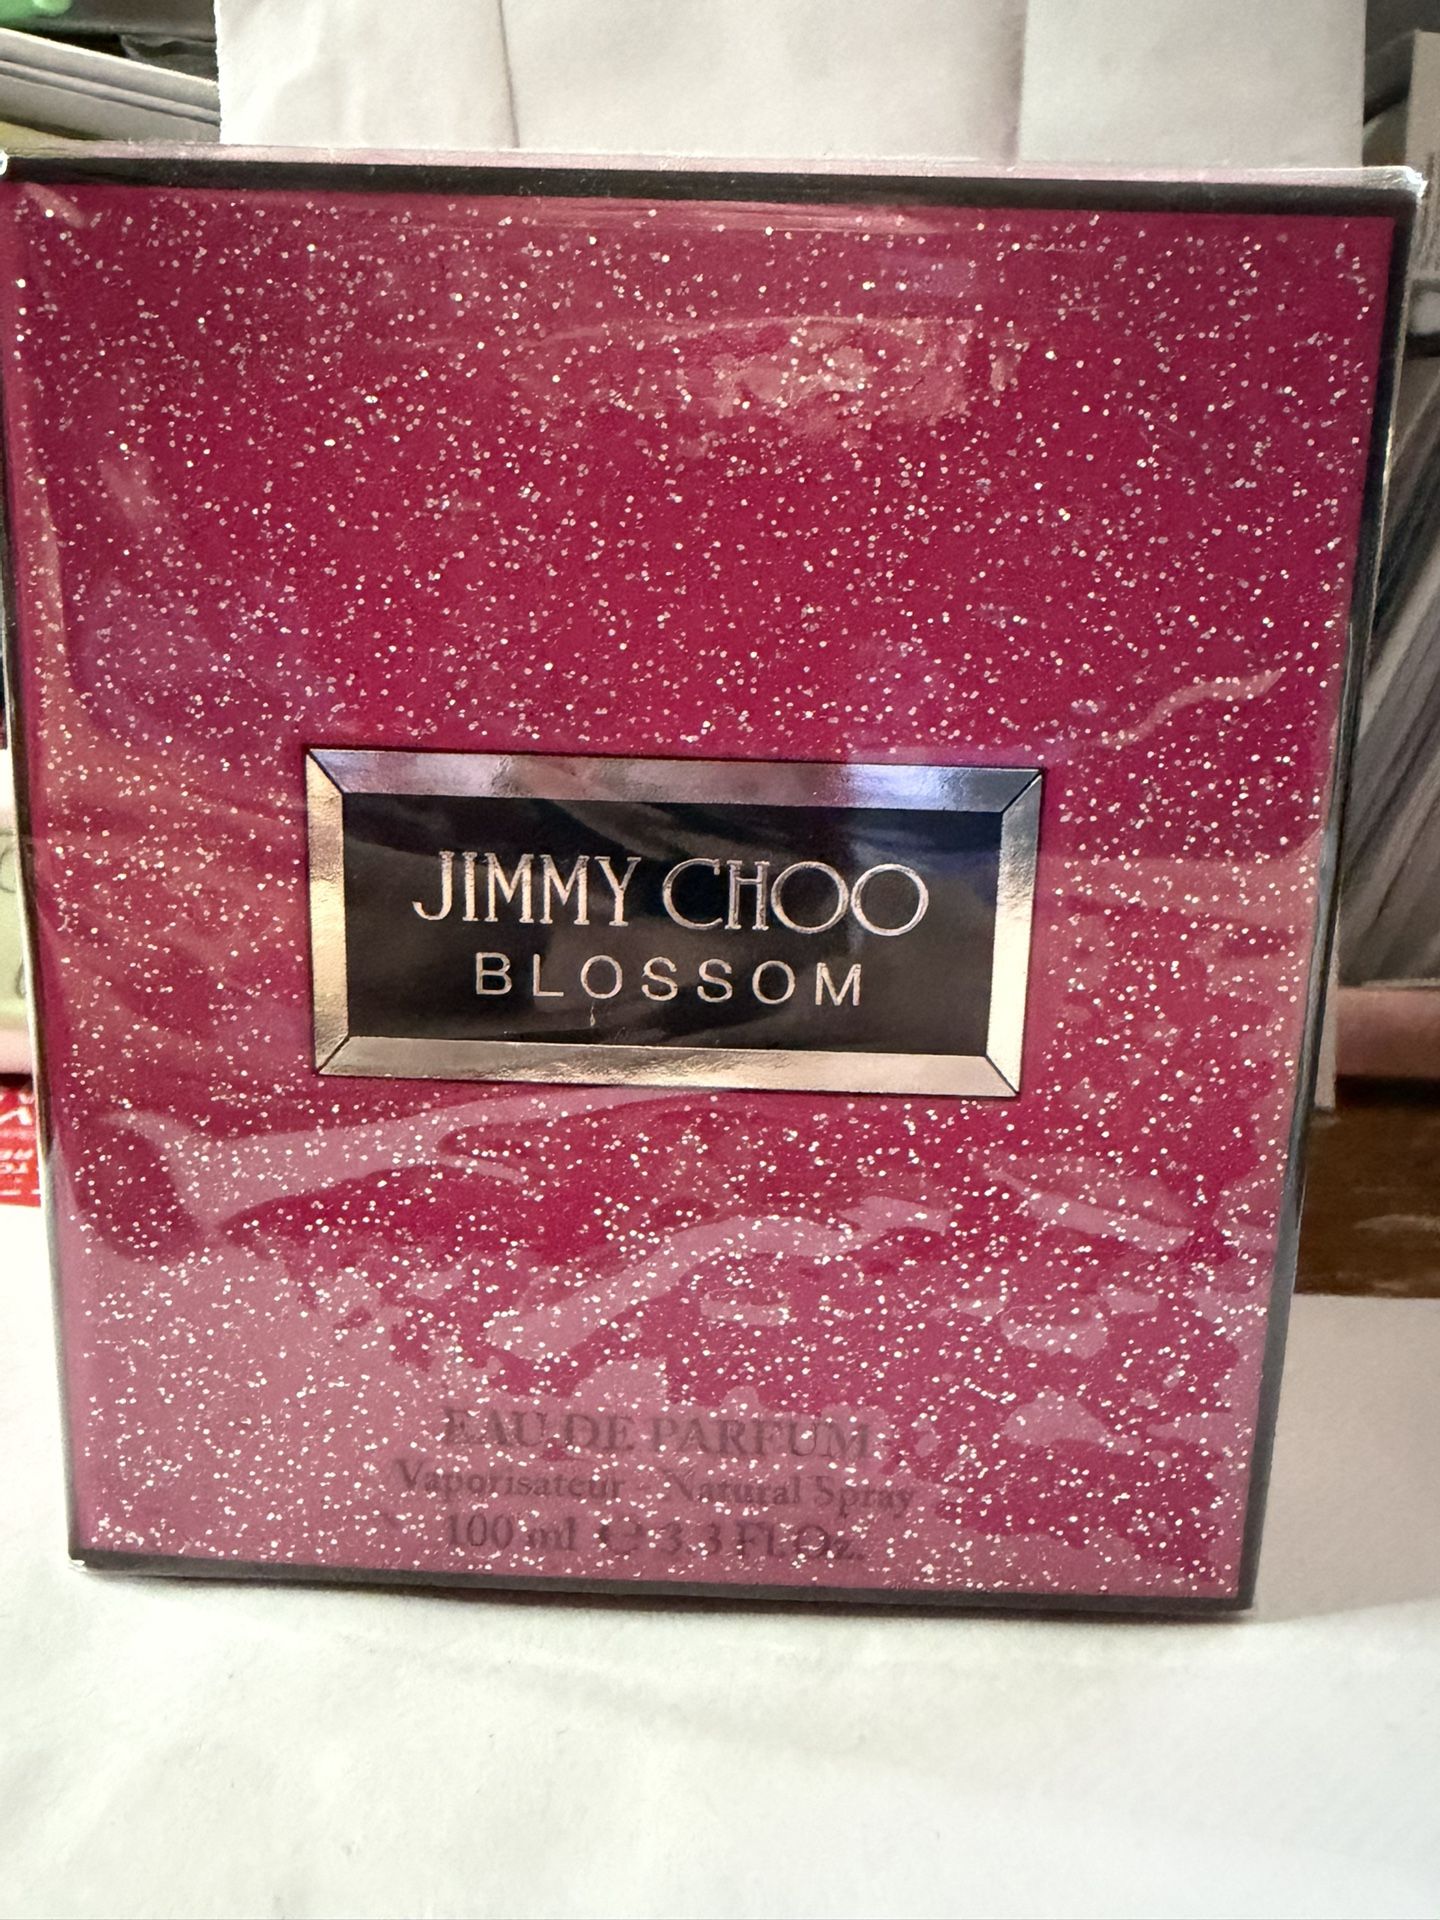 JIMMY CHOO
BLOSSOM
EAU DE PARFUM
Vaporisateur Natural Spray
100 ml ℮ 3.3 Fl.Oz.